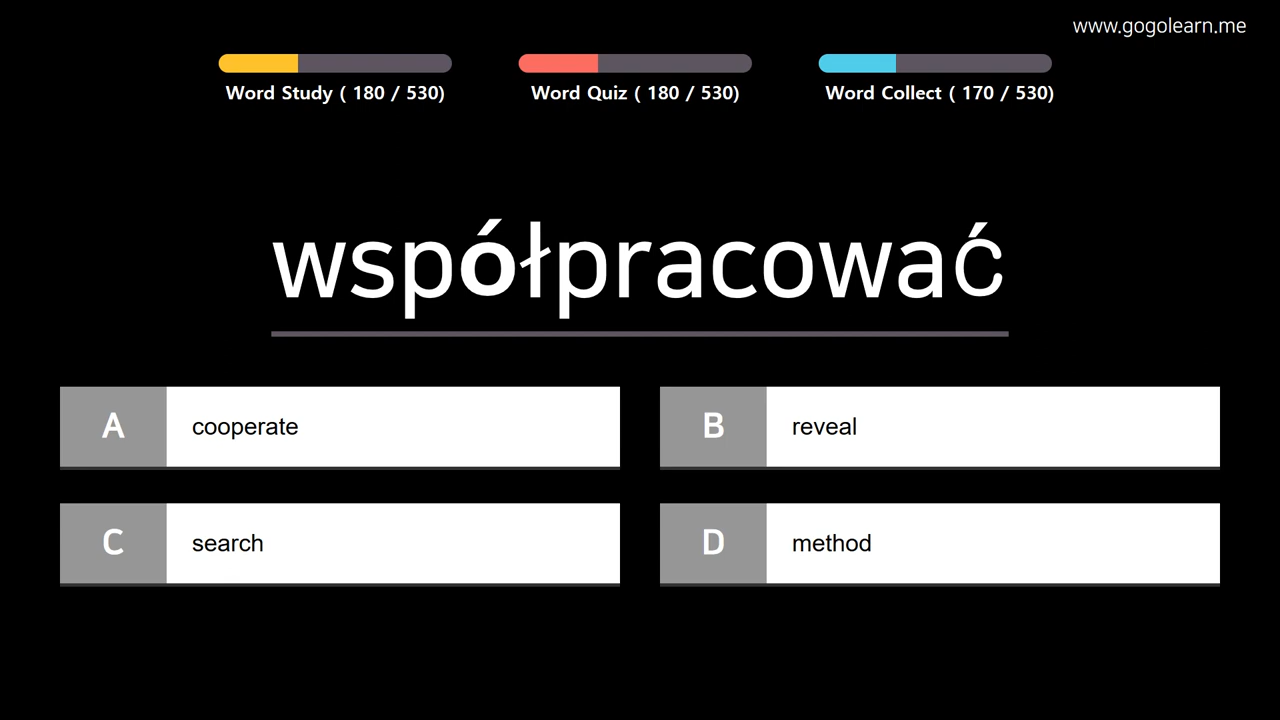 www.gogolearn.me
Word Study ( 180 / 530)
Word Quiz ( 180 / 530)
Word Collect ( 170 / 530)
współpracować
A cooperate
B reveal
C search
D method